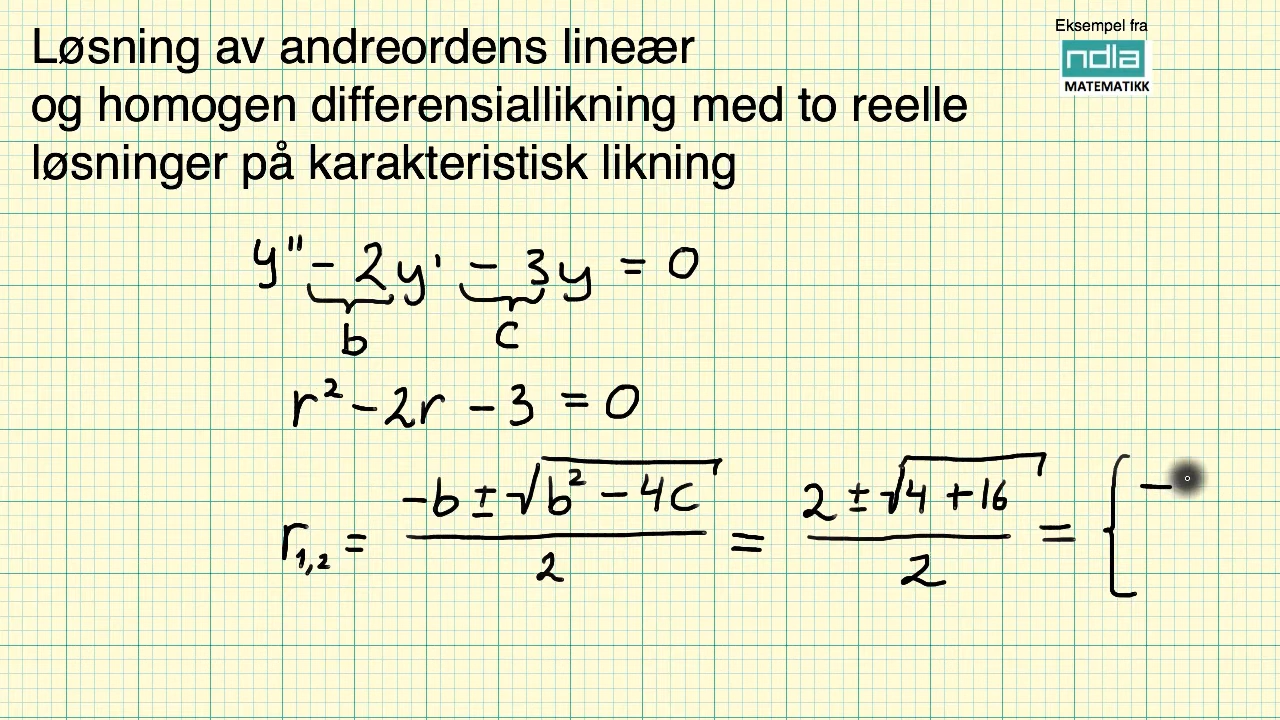 Løsning av andreordens lineær
og homogen differensiallikning med to reelle
løsninger på karakteristisk likning
Eksempel fra
ndla
MATEMATIKK
y'' - 2y' - 3y = 0
b c
r² - 2r - 3 = 0
r₁,₂ = (-b ± √(b² - 4c))/2 = (2 ± √(4 + 16))/2 = { -